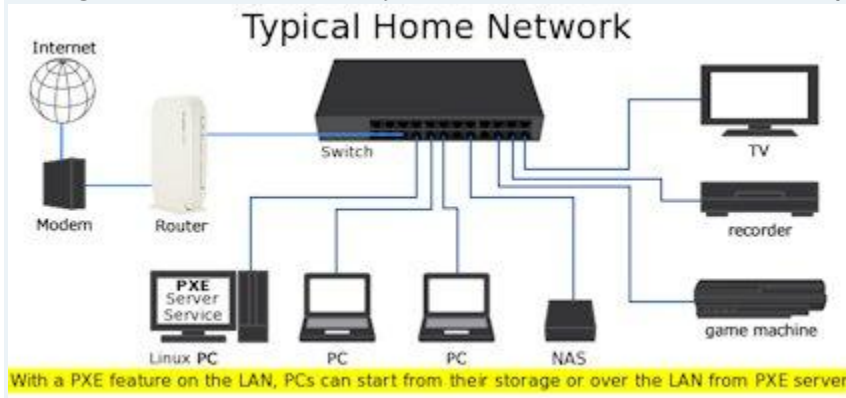 Typical Home Network
Internet
Switch
TV
Modem
Router
recorder
PXE
Server
Service
game machine
Linux PC
PC
PC
NAS
With a PXE feature on the LAN, PCs can start from their storage or over the LAN from PXE server